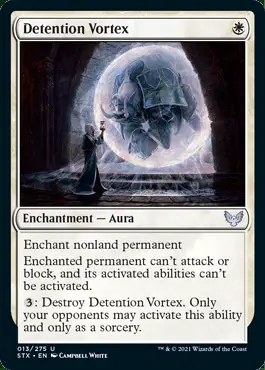 Detention Vortex
Enchantment — Aura
Enchant nonland permanent
Enchanted permanent can't attack or
block, and its activated abilities can't
be activated.
3: Destroy Detention Vortex. Only
your opponents may activate this ability
and only as a sorcery.
013/275 U
STX • EN CAMPBELL WHITE
™ & © 2021 Wizards of the Coast